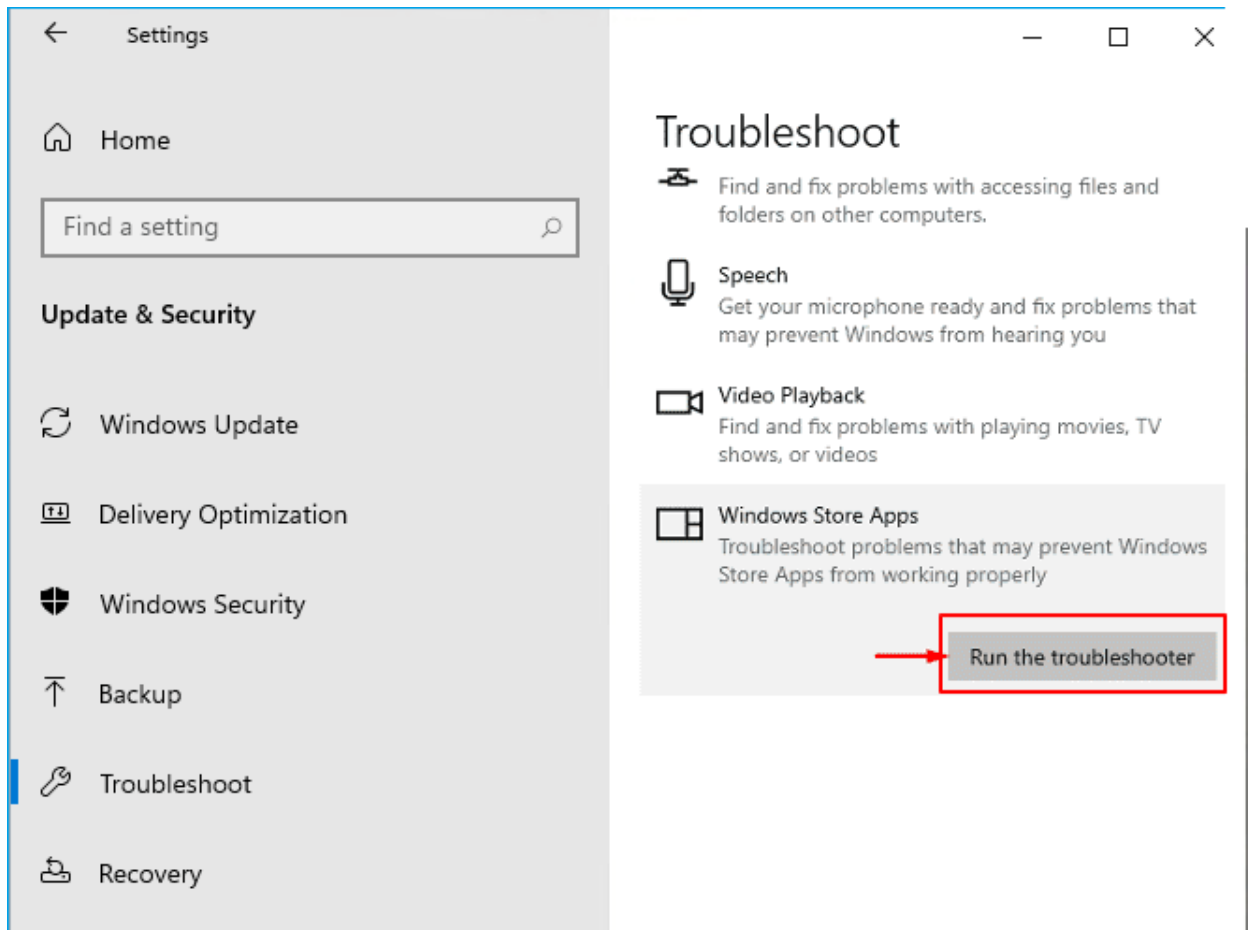 Settings
Home
Find a setting
Update & Security
Windows Update
Delivery Optimization
Windows Security
Backup
Troubleshoot
Recovery
Troubleshoot
Find and fix problems with accessing files and
folders on other computers.
Speech
Get your microphone ready and fix problems that
may prevent Windows from hearing you
Video Playback
Find and fix problems with playing movies, TV
shows, or videos
Windows Store Apps
Troubleshoot problems that may prevent Windows
Store Apps from working properly
Run the troubleshooter